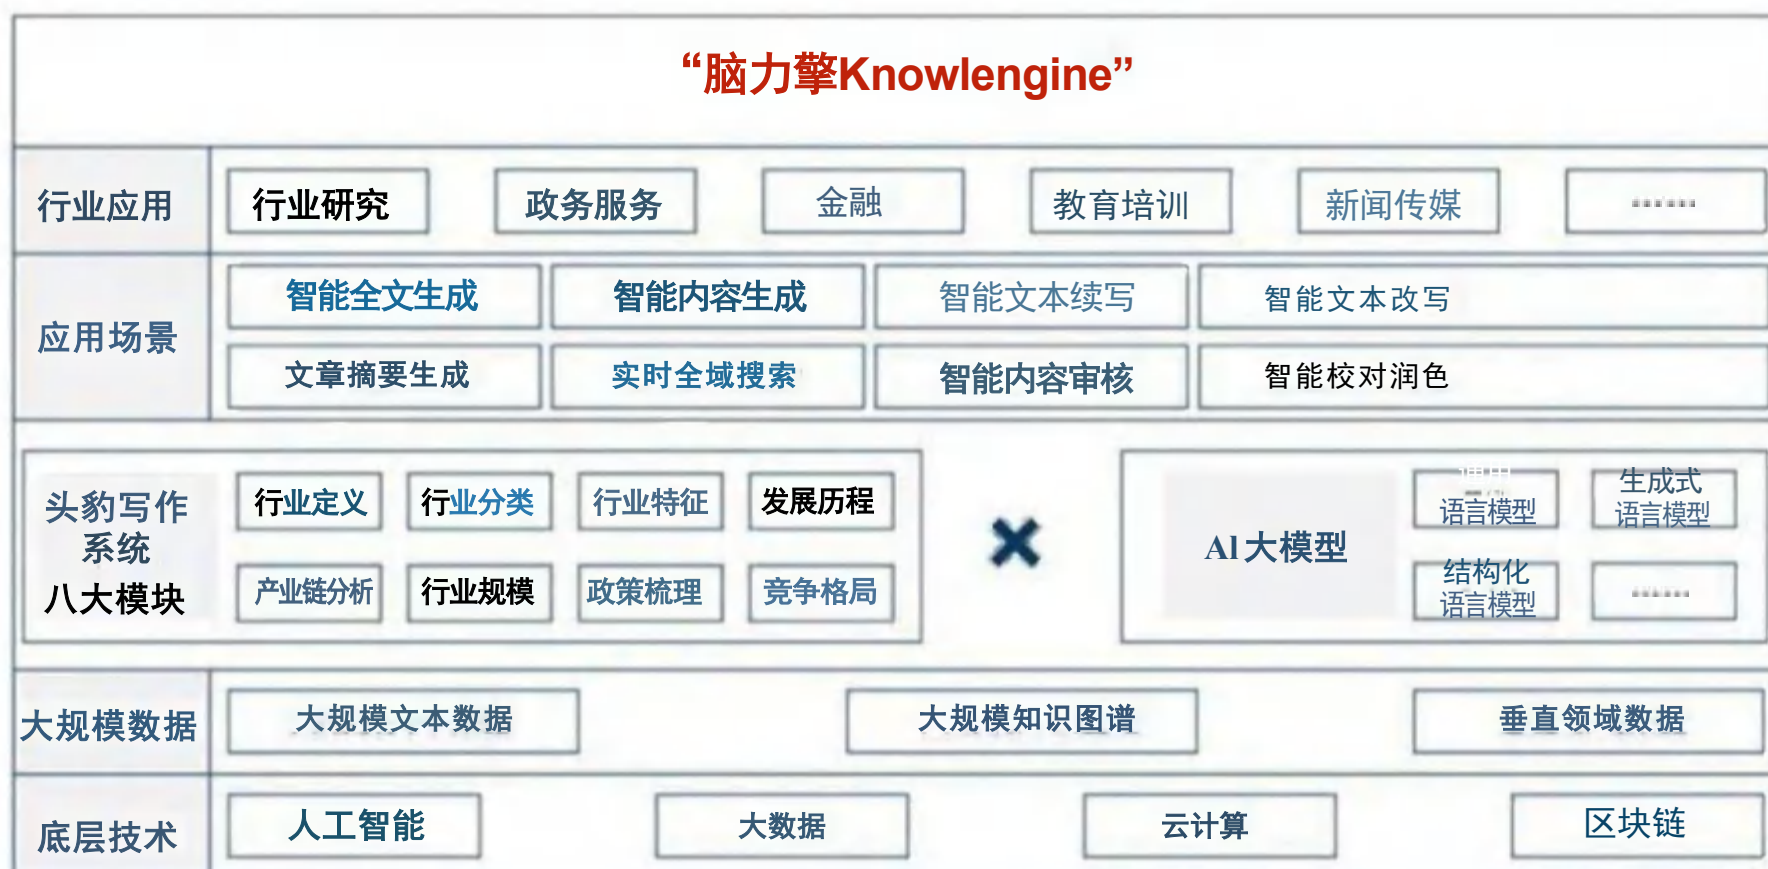 “脑力擎Knowlengine”
行业应用
行业研究
政务服务
金融
教育培训
新闻传媒
……
应用场景
智能全文生成
智能内容生成
智能文本续写
智能文本改写
文章摘要生成
实时全域搜索
智能内容审核
智能校对润色
头豹写作
系统
八大模块
行业定义
行业分类
行业特征
发展历程
产业链分析
行业规模
政策梳理
竞争格局
AI大模型
语言模型
生成式
语言模型
结构化
语言模型
……
大规模数据
大规模文本数据
大规模知识图谱
垂直领域数据
底层技术
人工智能
大数据
云计算
区块链